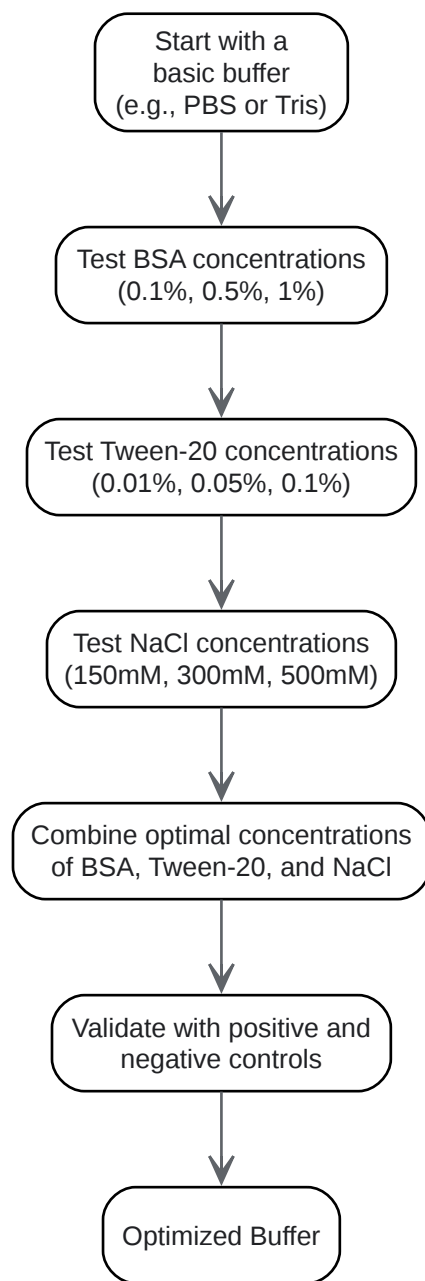 Start with a
basic buffer
(e.g., PBS or Tris)
Test BSA concentrations
(0.1%, 0.5%, 1%)
Test Tween-20 concentrations
(0.01%, 0.05%, 0.1%)
Test NaCl concentrations
(150mM, 300mM, 500mM)
Combine optimal concentrations
of BSA, Tween-20, and NaCl
Validate with positive and
negative controls
Optimized Buffer